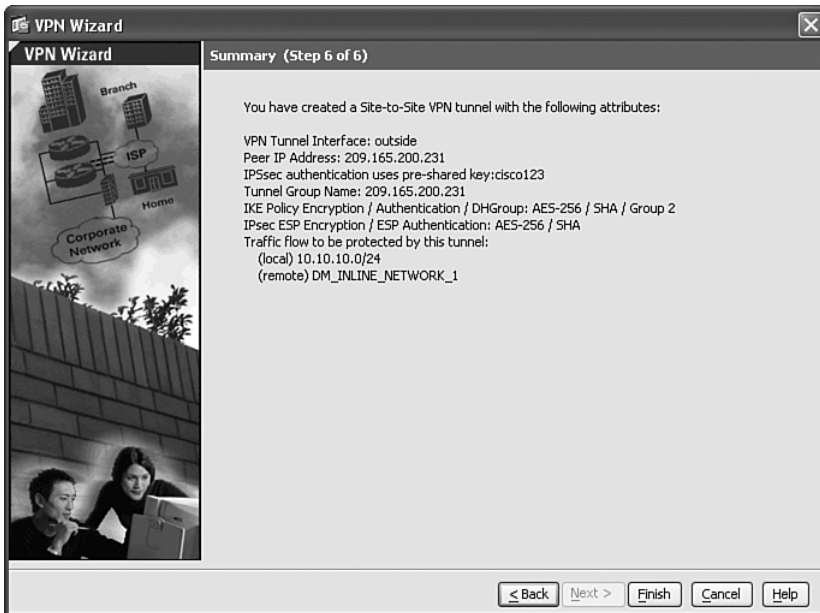 VPN Wizard
VPN Wizard
Summary (Step 6 of 6)
Branch
ISP
Home
Corporate
Network
You have created a Site-to-Site VPN tunnel with the following attributes:
VPN Tunnel Interface: outside
Peer IP Address: 209.165.200.231
IPSsec authentication uses pre-shared key:cisco123
Tunnel Group Name: 209.165.200.231
IKE Policy Encryption / Authentication / DHGroup: AES-256 / SHA / Group 2
IPsec ESP Encryption / ESP Authentication: AES-256 / SHA
Traffic flow to be protected by this tunnel:
(local) 10.10.10.0/24
(remote) DM_INLINE_NETWORK_1
< Back
Next >
Finish
Cancel
Help